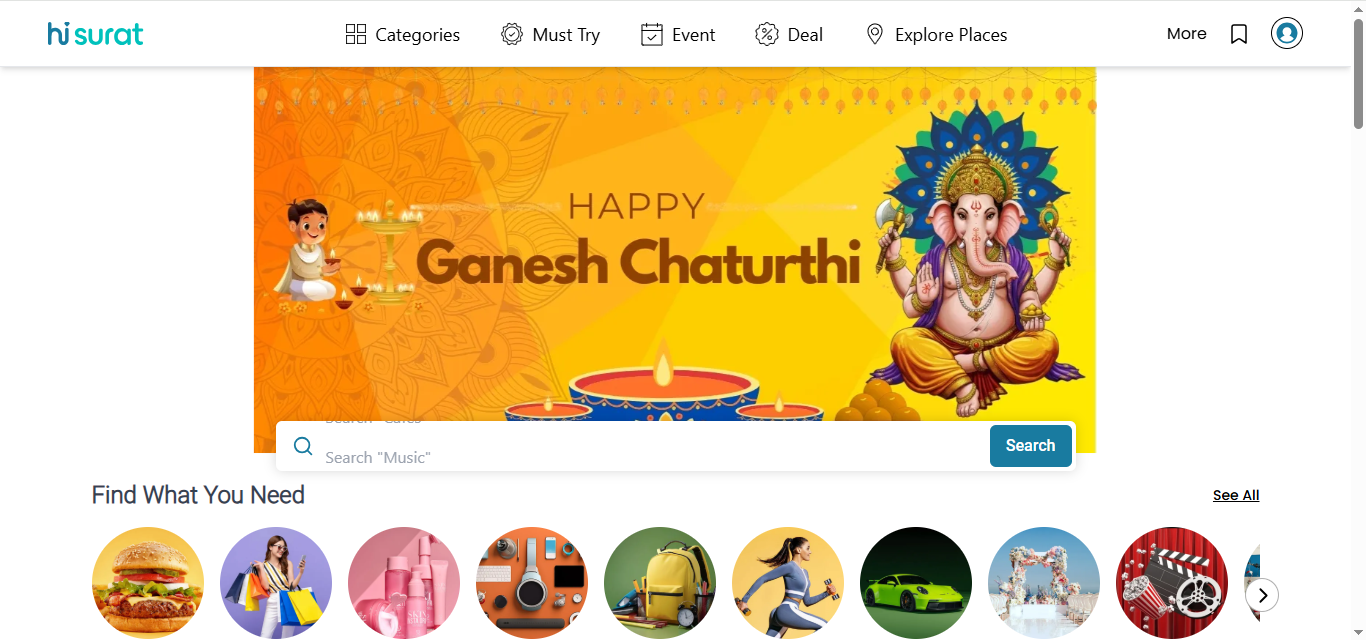 hi surat
Categories
Must Try
Event
Deal
Explore Places
More
HAPPY
Ganesh Chaturthi
Search "Cafes"
Search "Music"
Search
Find What You Need
See All